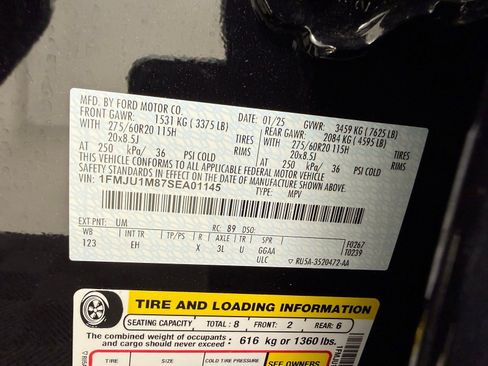 MFD. BY FORD MOTOR CO.
DATE: 01/25 GVWR: 3459 KG (7625 LB)
FRONT GAWR: 1531 KG (3375 LB) REAR GAWR: 2084 KG (4595 LB)
WITH 275/60R20 115H TIRES WITH 275/60R20 115H TIRES
20x8.5J RIMS 20x8.5J RIMS
AT 250 kPa/ 36 PSI COLD AT 250 kPa/ 36 PSI COLD
THIS VEHICLE CONFORMS TO ALL APPLICABLE FEDERAL MOTOR
VEHICLE SAFETY STANDARDS IN EFFECT ON THE DATE OF
MANUFACTURE SHOWN ABOVE.
VIN: 1FMJU1M87SEA01145
TYPE: MPV
EXT PNT: UM RC: 89 DSO:
WB INT TR TP/PS R AXLE TR SPR
123 EH X 3L U GGAA
ULC
F0267
T0239
RU5A-3520472-AA
TIRE AND LOADING INFORMATION
SEATING CAPACITY TOTAL: 8 FRONT: 2 REAR: 6
The combined weight of occupants
and cargo should never exceed: 616 kg or 1360 lbs.
TIRE SIZE COLD TIRE PRESSURE SEE OWNERS